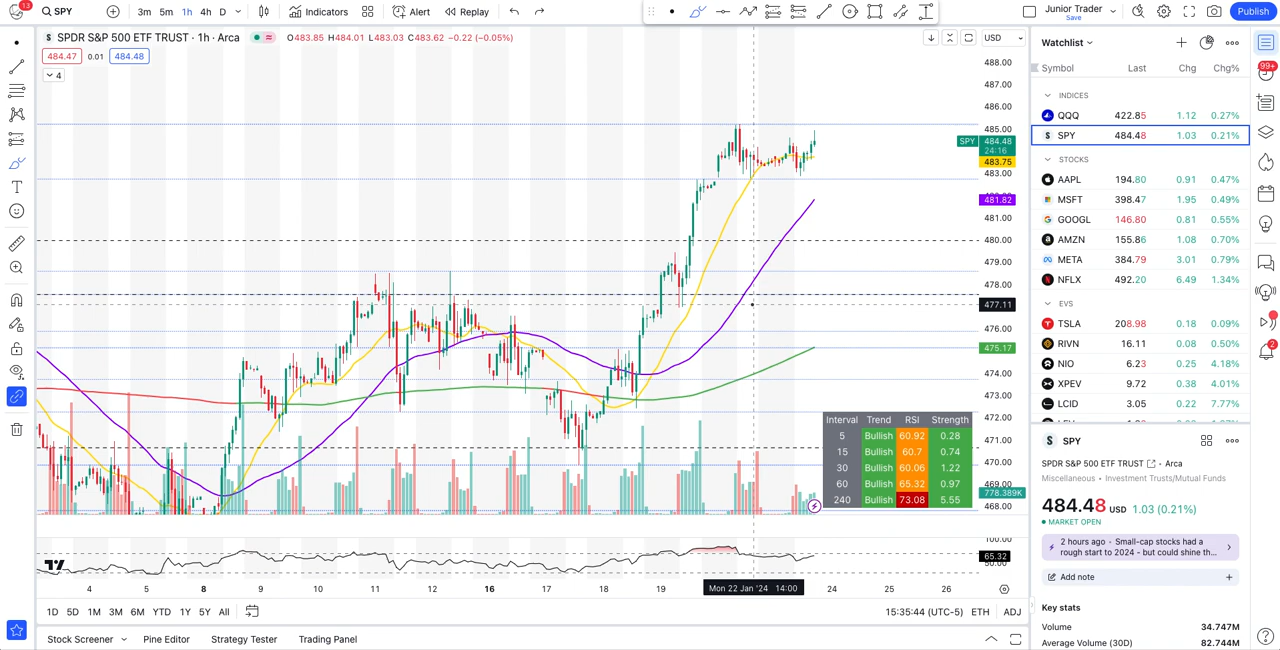 13 SPY 3m 5m 1h 4h D Indicators Alert Replay Junior Trader Save Publish
SPDR S&P 500 ETF TRUST · 1h · Arca O483.85 H484.01 L483.03 C483.62 −0.22 (−0.05%) USD
484.47 0.01 484.48
4
488.00
487.00
486.00
485.00
SPY 484.48
24:16
483.75
483.00
481.82
481.00
480.00
479.00
478.00
477.11
476.00
475.17
474.00
473.00
472.00
471.00
470.00
469.00
778.389K
468.00
100.00
65.32
50.00
Interval Trend RSI Strength
5 Bullish 60.92 0.28
15 Bullish 60.7 0.74
30 Bullish 60.06 1.22
60 Bullish 65.32 0.97
240 Bullish 73.08 5.55
4 5 8 9 10 11 12 16 17 18 19 Mon 22 Jan '24 14:00 24 25 26
1D 5D 1M 3M 6M YTD 1Y 5Y All 15:35:44 (UTC-5) ETH ADJ
Stock Screener Pine Editor Strategy Tester Trading Panel
Watchlist
Symbol Last Chg Chg%
INDICES
QQQ 422.85 1.12 0.27%
SPY 484.48 1.03 0.21%
STOCKS
AAPL 194.80 0.91 0.47%
MSFT 398.47 1.95 0.49%
GOOGL 146.80 0.81 0.55%
AMZN 155.86 1.08 0.70%
META 384.79 3.01 0.79%
NFLX 492.20 6.49 1.34%
EVS
TSLA 208.98 0.18 0.09%
RIVN 16.11 0.08 0.50%
NIO 6.23 0.25 4.18%
XPEV 9.72 0.38 4.01%
LCID 3.05 0.22 7.77%
SPY
SPDR S&P 500 ETF TRUST · Arca
Miscellaneous • Investment Trusts/Mutual Funds
484.48 USD 1.03 (0.21%)
MARKET OPEN
2 hours ago · Small-cap stocks had a
rough start to 2024 - but could shine th...
Add note
Key stats
Volume 34.747M
Average Volume (30D) 82.744M
99+
2